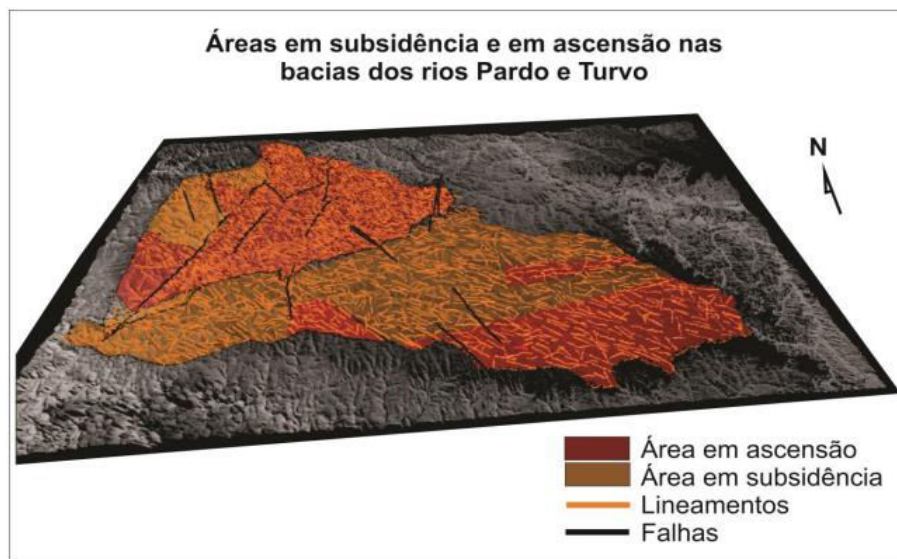 Áreas em subsidência e em ascensão nas
bacias dos rios Pardo e Turvo
N
Área em ascensão
Área em subsidência
Lineamentos
Falhas